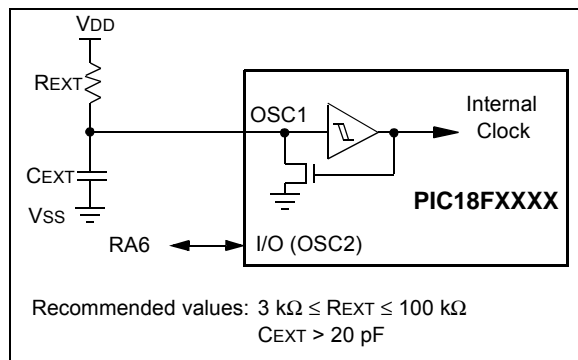 VDD
REXT
OSC1
Internal
Clock
CEXT
PIC18FXXXX
VSS
RA6
I/O (OSC2)
Recommended values: 3 kΩ ≤ REXT ≤ 100 kΩ
CEXT > 20 pF